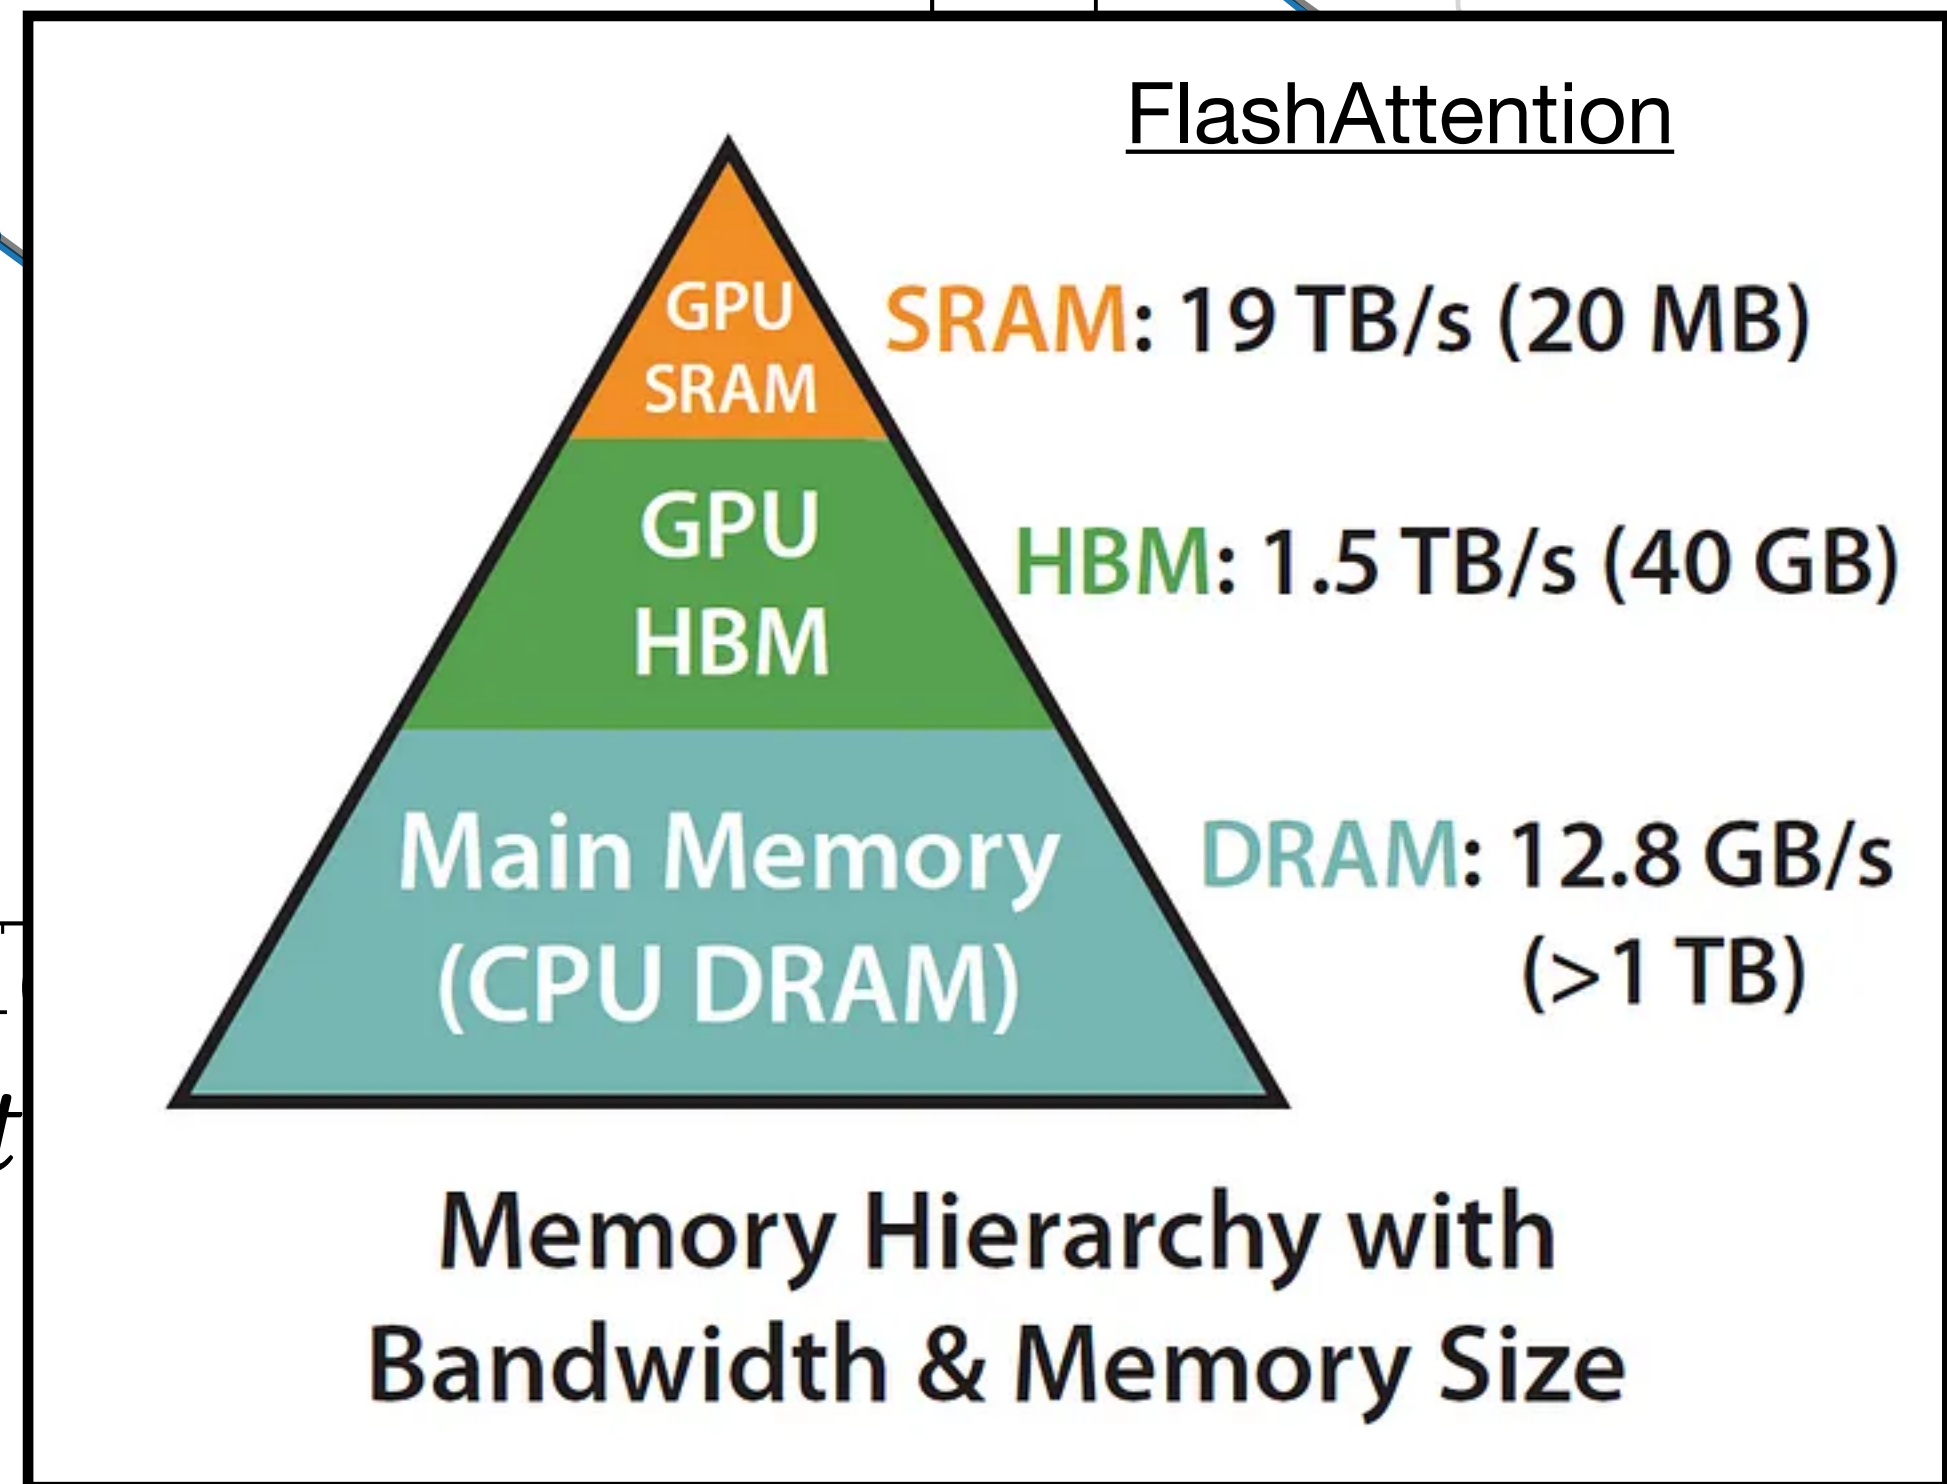 FlashAttention
GPU
SRAM
SRAM: 19 TB/s (20 MB)
GPU
HBM
HBM: 1.5 TB/s (40 GB)
Main Memory
(CPU DRAM)
DRAM: 12.8 GB/s
(>1 TB)
Memory Hierarchy with
Bandwidth & Memory Size